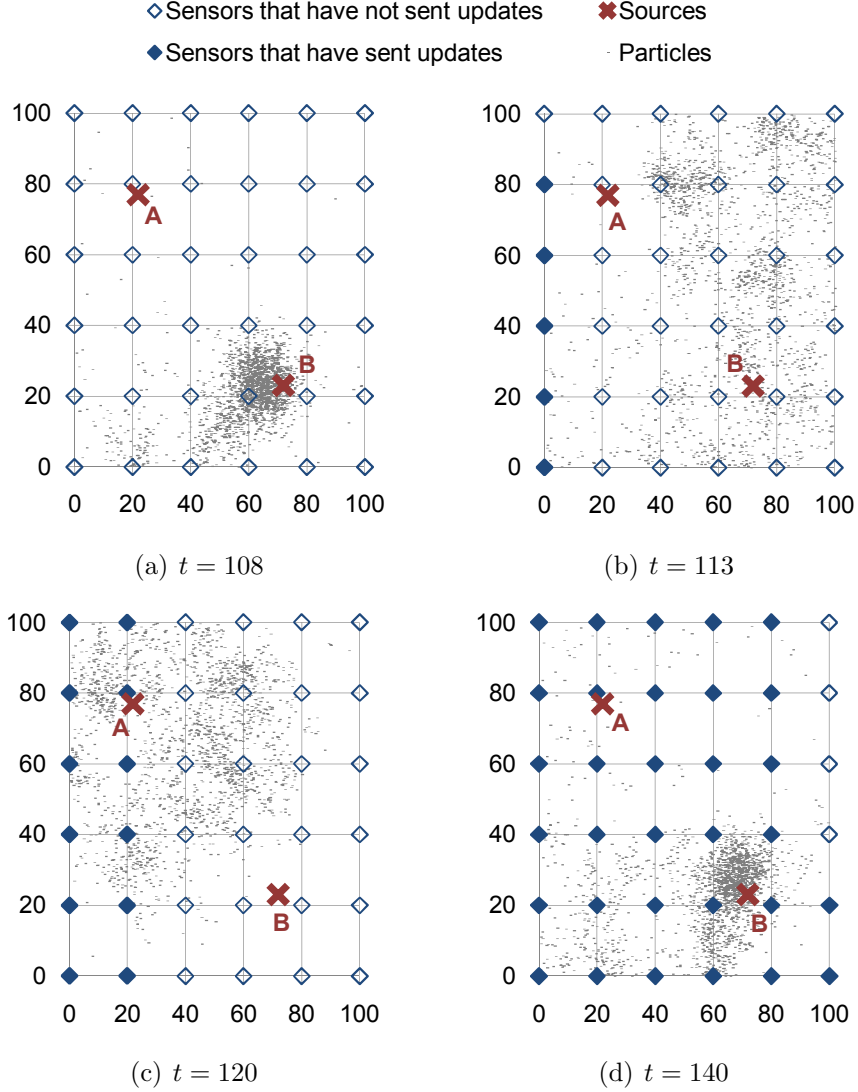 Sensors that have not sent updates Sources
Sensors that have sent updates Particles
100 100
80 80
A A
60 60
40 40
B B
20 20
0 0
0 20 40 60 80 100 0 20 40 60 80 100
(a) t = 108 (b) t = 113
100 100
80 80
A A
60 60
40 40
20 20
B B
0 0
0 20 40 60 80 100 0 20 40 60 80 100
(c) t = 120 (d) t = 140